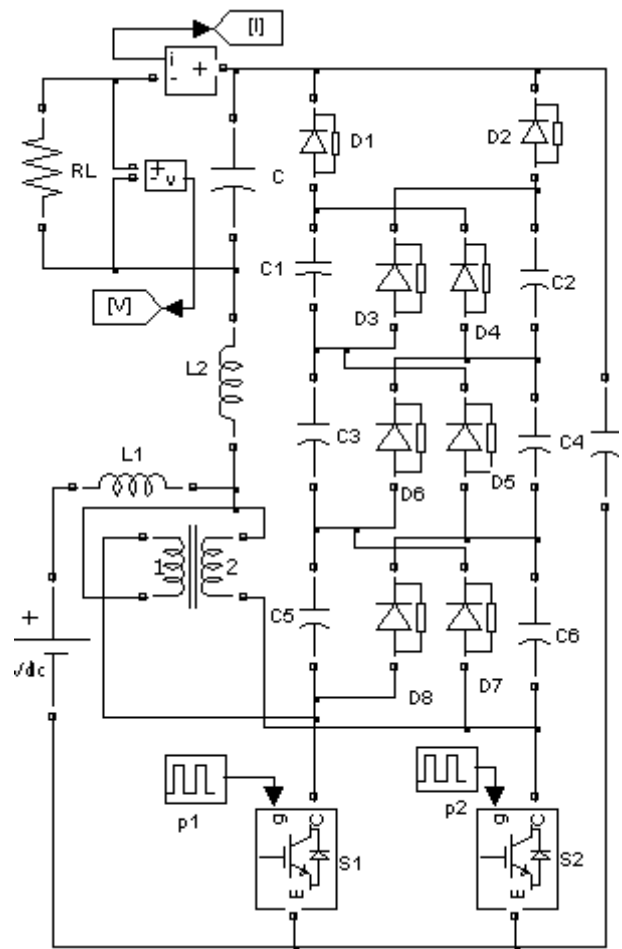 [I]
i
-
+
D1
D2
RL
C
+
-
v
C1
C2
[V]
D3
D4
L2
C3
C4
L1
D6
D5
1
2
+
C5
C6
Vdc
D8
D7
p1
g
C
E
S1
p2
g
C
E
S2